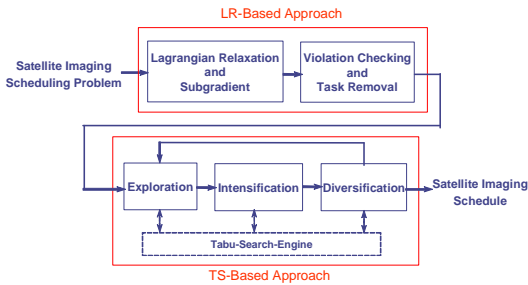 LR-Based Approach
Satellite Imaging
Scheduling Problem
Lagrangian Relaxation
and
Subgradient
Violation Checking
and
Task Removal
Exploration
Intensification
Diversification
Satellite Imaging
Schedule
Tabu-Search-Engine
TS-Based Approach